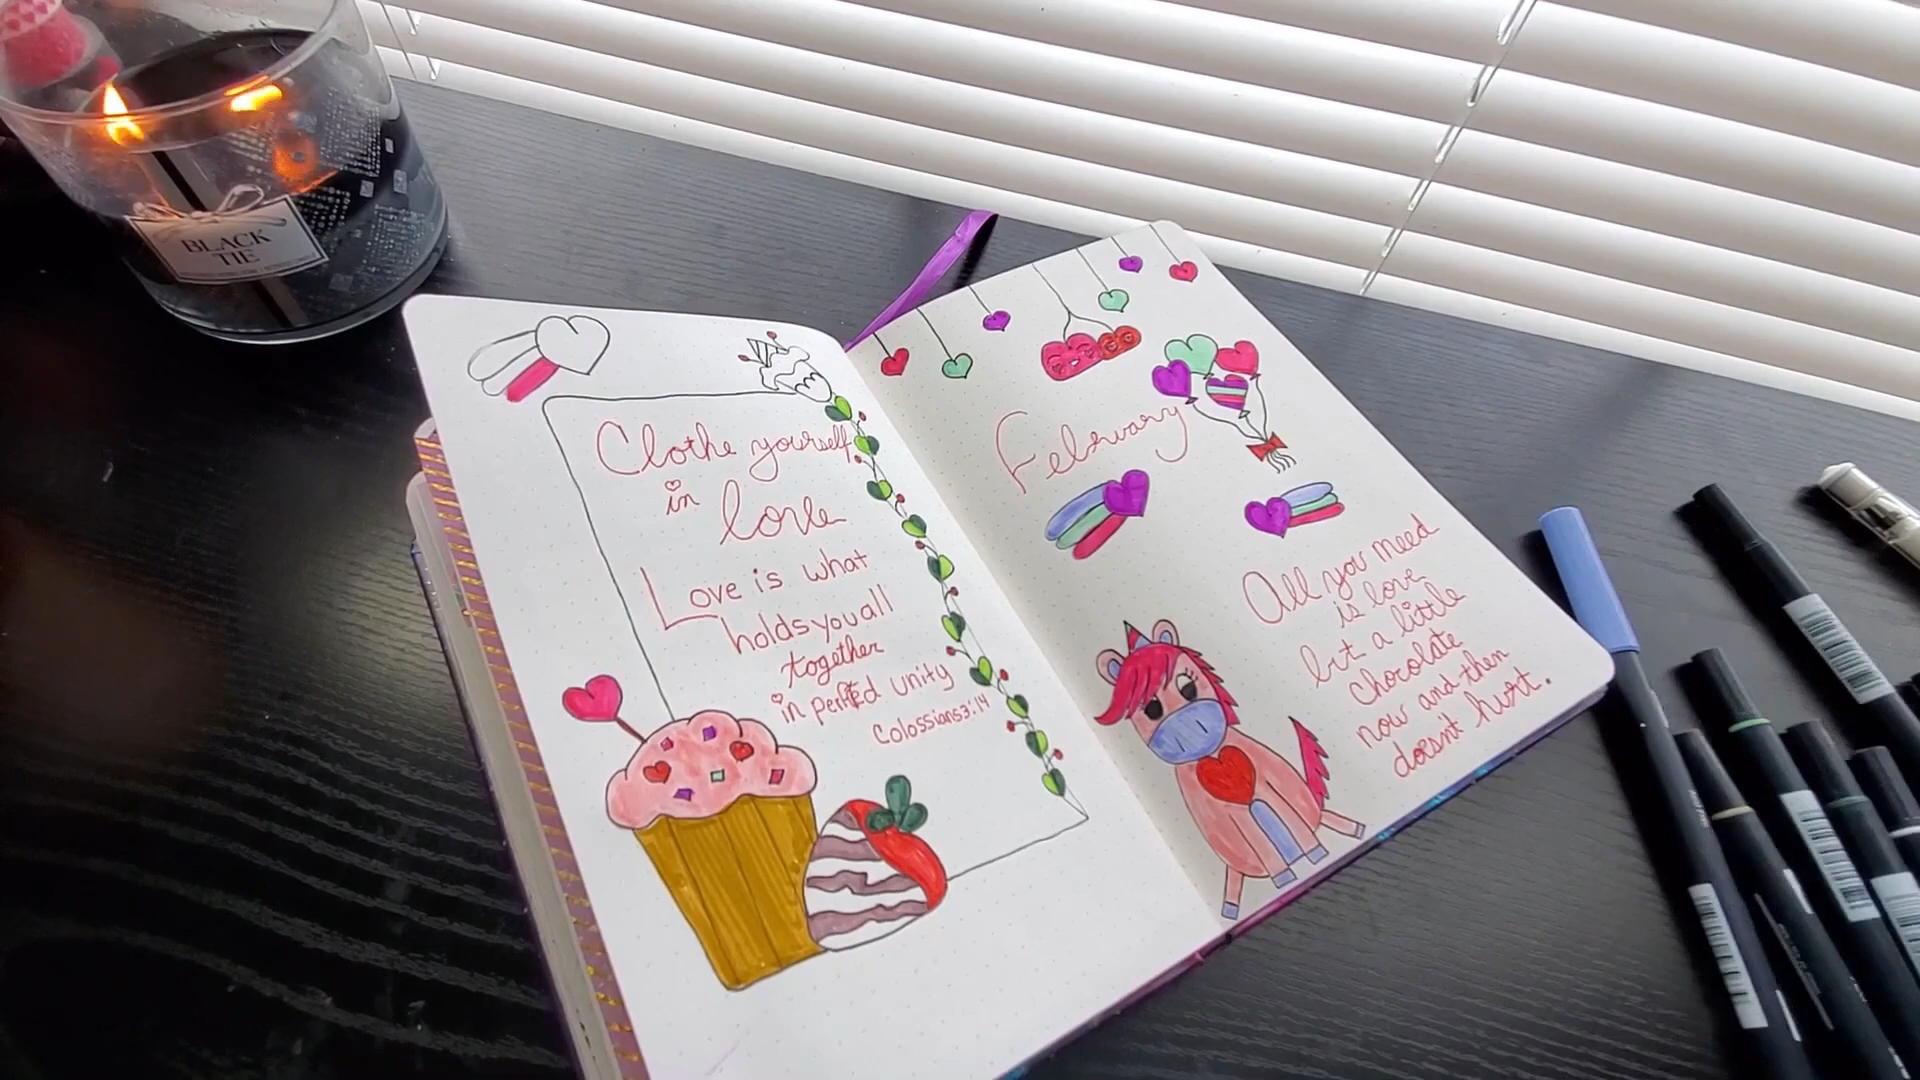 BLACK
TIE
Clothe yourself
in love
Love is what
holds you all
together
in perfted unity
Colossians 3:14
February
All you need
is love
but a little
chocolate
now and then
doesn't hurt.